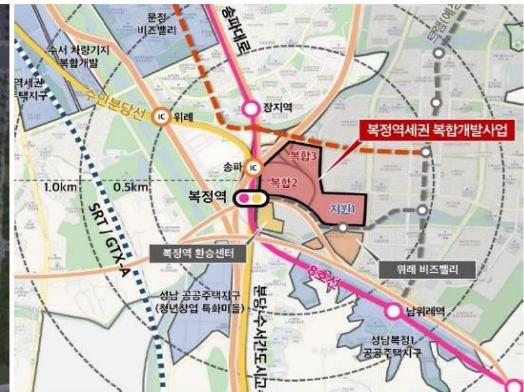 문정
비즈밸리
송파대로
수서 차량기지
복합개발
역세권
주택지구
수인분당선
IC
위례
장지역
트램(예정)
복정역세권 복합개발사업
송파
IC
복합3
복합2
1.0km
0.5km
복정역
지원1
SRT / GTX-A
복정역 환승센터
위례 비즈밸리
성남 공공주택지구
(청년창업 특화마을)
8호선
분당수서간도시고
남위례역
성남복정1
공공주택지구